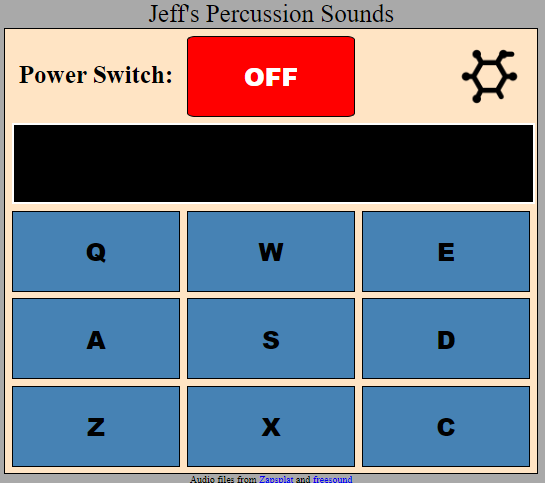 Jeff's Percussion Sounds
Power Switch: OFF
Q W E
A S D
Z X C
Audio files from Zapsplat and freesound